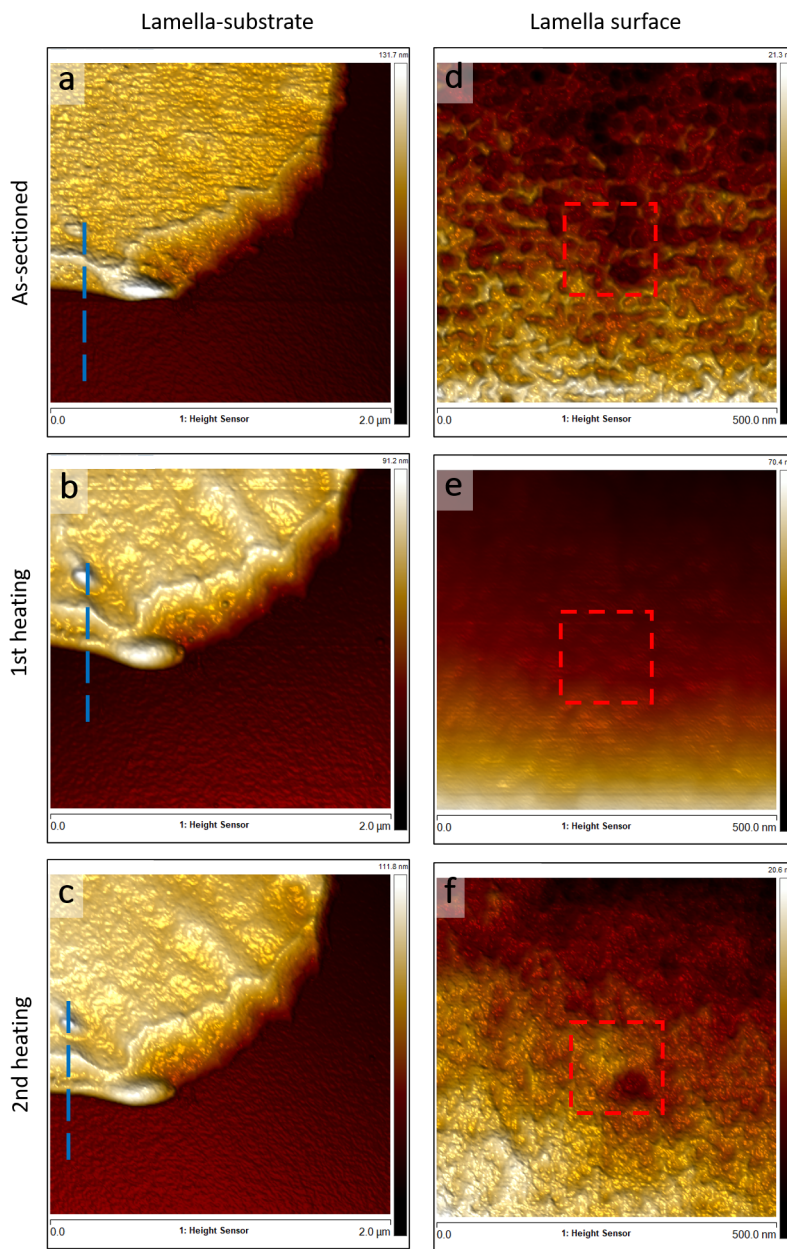 Lamella-substrate
Lamella surface
As-sectioned
a
131.7 nm
0.0
1: Height Sensor
2.0 µm
d
21.3 n
0.0
1: Height Sensor
500.0 nm
1st heating
b
91.2 nm
0.0
1: Height Sensor
2.0 µm
e
70.4 n
0.0
1: Height Sensor
500.0 nm
2nd heating
c
111.8 nm
0.0
1: Height Sensor
2.0 µm
f
20.6 n
0.0
1: Height Sensor
500.0 nm